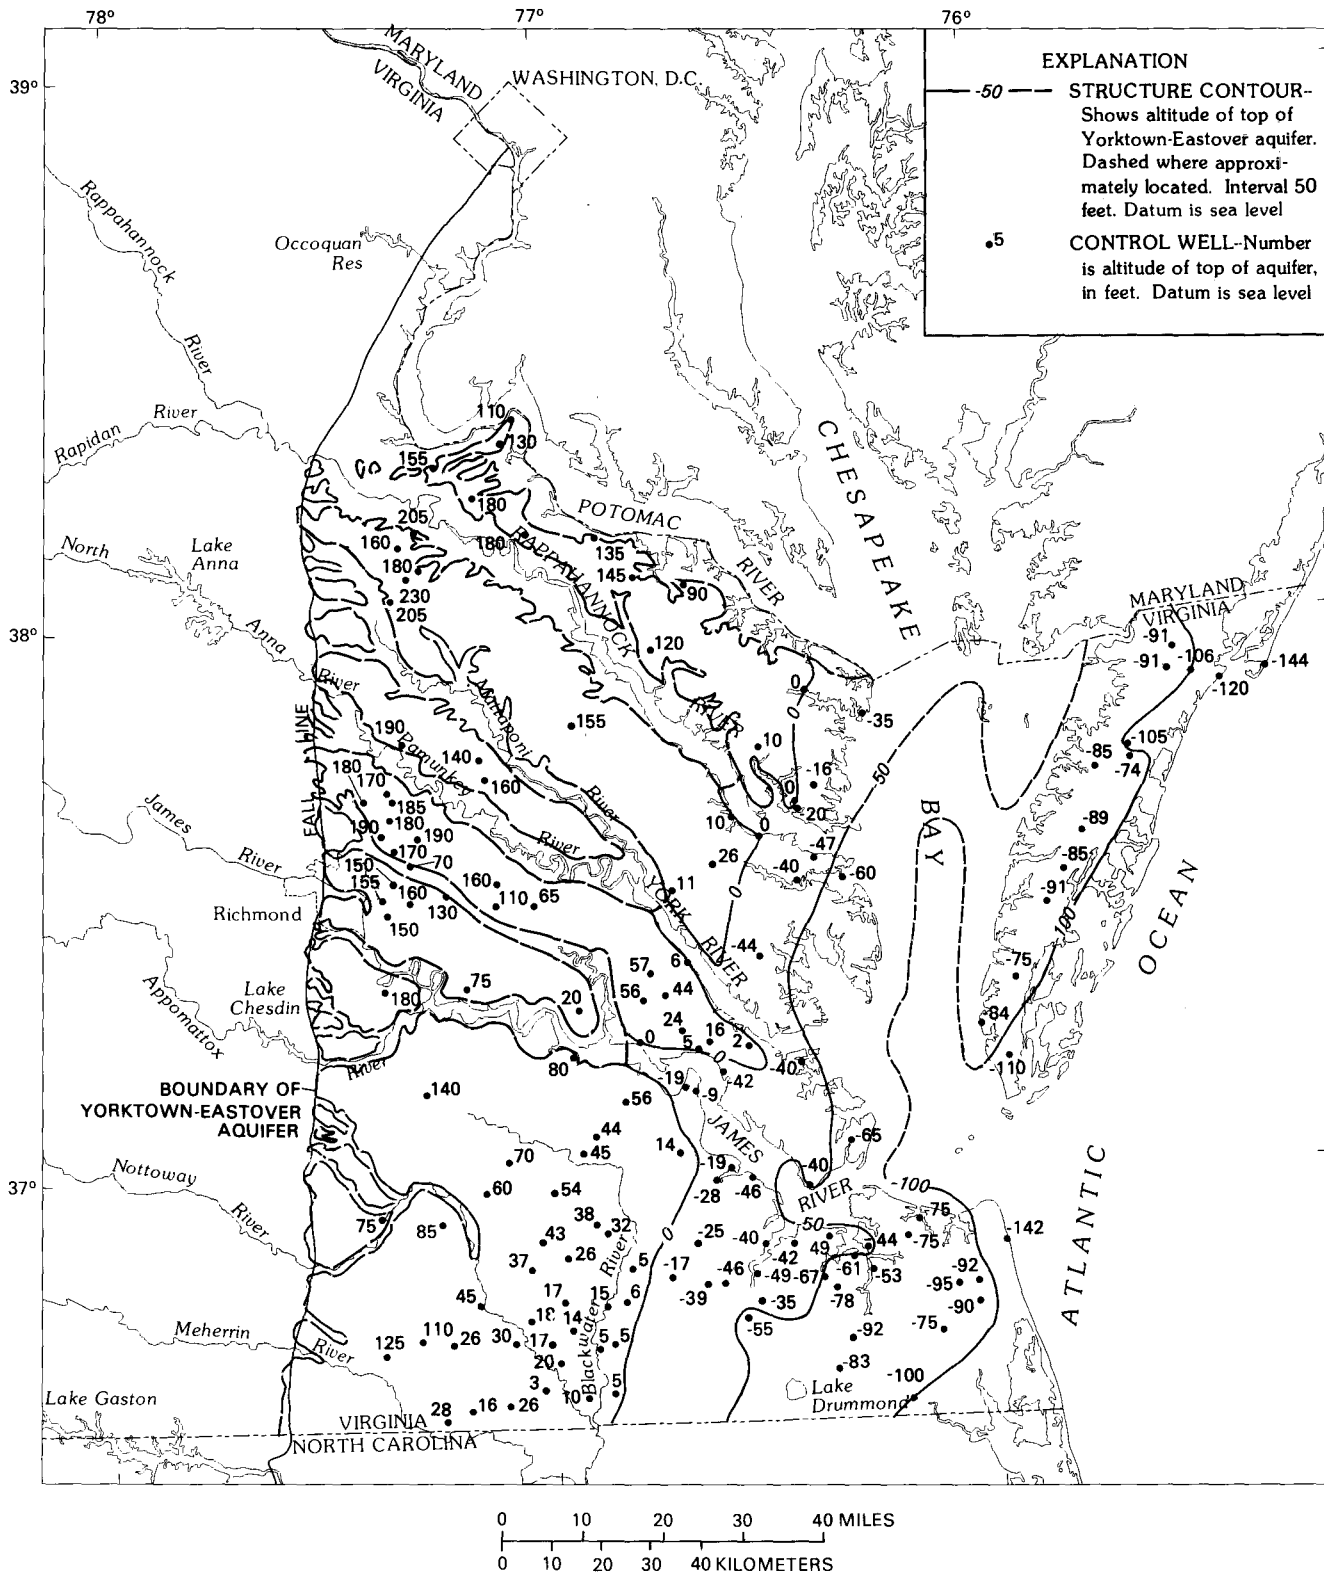 78°
77°
76°
39°
38°
37°
MARYLAND
VIRGINIA
WASHINGTON, D.C.
EXPLANATION
-50 STRUCTURE CONTOUR--
Shows altitude of top of
Yorktown-Eastover aquifer.
Dashed where approxi-
mately located. Interval 50
feet. Datum is sea level
5 CONTROL WELL--Number
is altitude of top of aquifer,
in feet. Datum is sea level
Rappahannock
River
Occoquan
Res
Rapidan
River
North
Anna
River
Lake
Anna
CHESAPEAKE
BAY
POTOMAC
RIVER
RAPPAHANNOCK
RIVER
MARYLAND
VIRGINIA
Mattaponi
River
Pamunkey
River
FALL LINE
James
River
Richmond
YORK
RIVER
ATLANTIC
OCEAN
Lake
Chesdin
Appomattox
River
BOUNDARY OF
YORKTOWN-EASTOVER
AQUIFER
JAMES
RIVER
Nottoway
River
Blackwater
River
Meherrin
River
Lake Gaston
Lake
Drummond
VIRGINIA
NORTH CAROLINA
110
130
155
180
205
160
180
135
180
145
230
205
90
120
155
0
0
-35
10
-16
0
-20
10
0
-47
26
-40
-60
11
0
50
-91
-91
-106
-144
-120
-105
-85
-74
-89
-85
-91
100
-75
-84
-110
190
140
180
170
160
185
180
190
190
170
70
150
155
160
160
110
65
130
150
75
180
20
57
6
56
44
24
16
0
5
2
0
-44
-40
80
-42
-19
-9
140
56
44
45
14
-65
70
-19
-40
60
54
-28
-46
-100
75
85
38
32
43
-25
-40
-42
50
49
-44
-75
-75
-142
37
26
5
-17
-46
-49
-67
-61
-53
-92
-95
45
17
15
6
-39
-35
-78
-90
18
14
-55
-75
125
110
26
30
17
5
5
-92
20
-83
3
10
5
-100
28
16
26
0
0 10 20 30 40 MILES
0 10 20 30 40 KILOMETERS